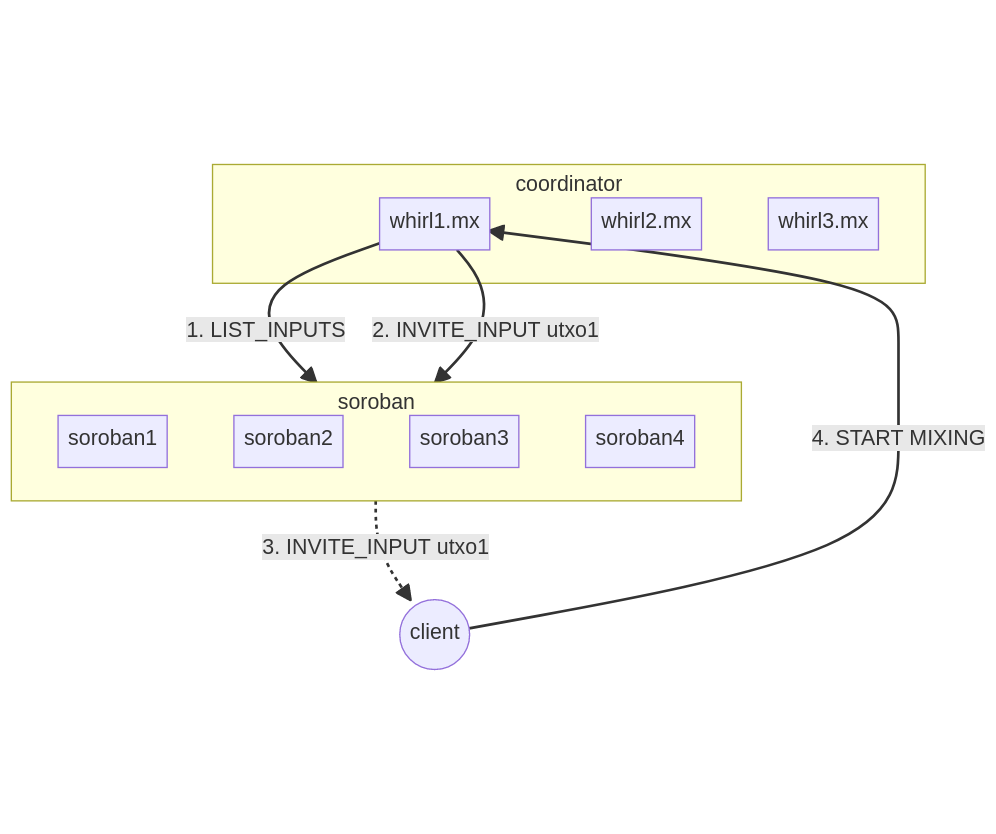 coordinator
whirl1.mx
whirl2.mx
whirl3.mx
1. LIST_INPUTS
2. INVITE_INPUT utxo1
soroban
soroban1
soroban2
soroban3
soroban4
4. START MIXING
3. INVITE_INPUT utxo1
client